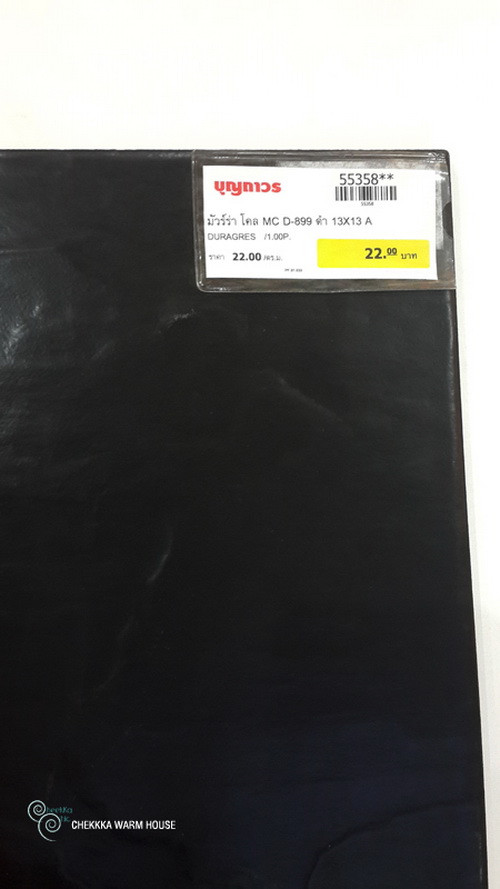 บุญถาวร
55358**
55358
มัวร์ร่า โคล MC D-899 ดำ 13X13 A
DURAGRES /1.00P.
ราคา 22.00 /ตร.ม.
22.00 บาท
CHEKKKA WARM HOUSE